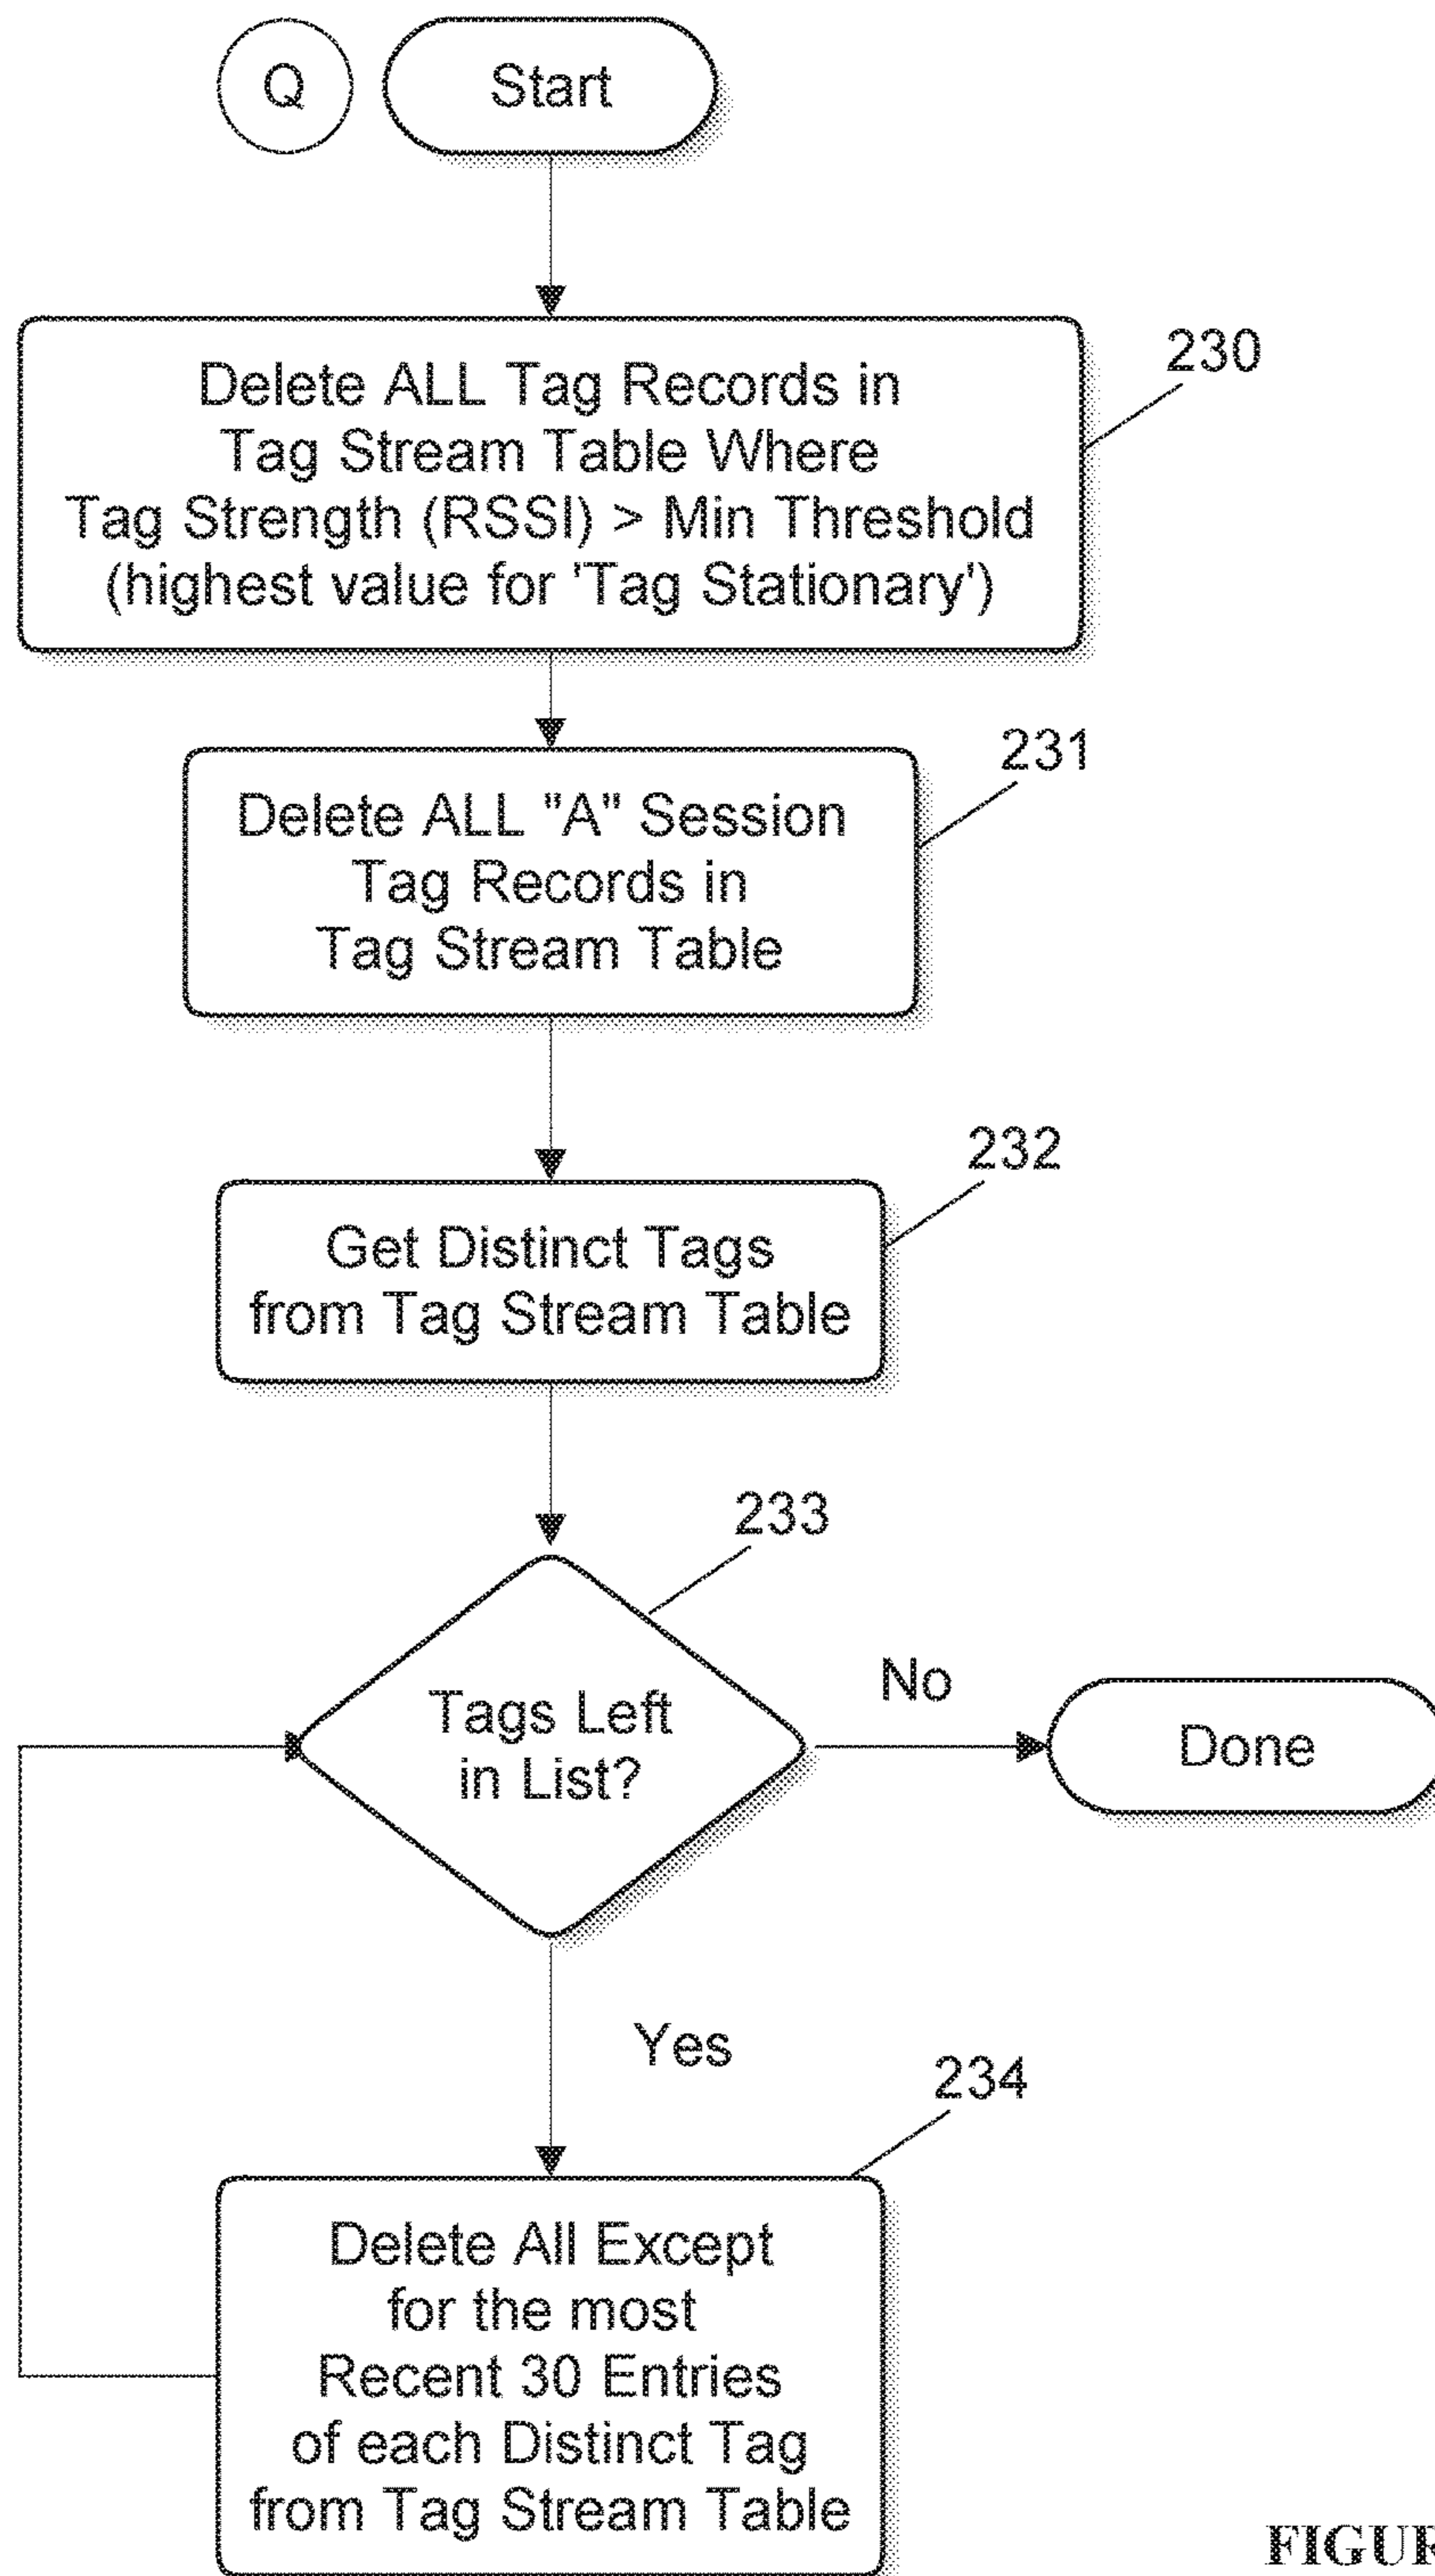 Q
Start
Delete ALL Tag Records in
Tag Stream Table Where
Tag Strength (RSSI) > Min Threshold
(highest value for 'Tag Stationary')
230
Delete ALL "A" Session
Tag Records in
Tag Stream Table
231
Get Distinct Tags
from Tag Stream Table
232
233
Tags Left
in List?
No
Done
Yes
234
Delete All Except
for the most
Recent 30 Entries
of each Distinct Tag
from Tag Stream Table